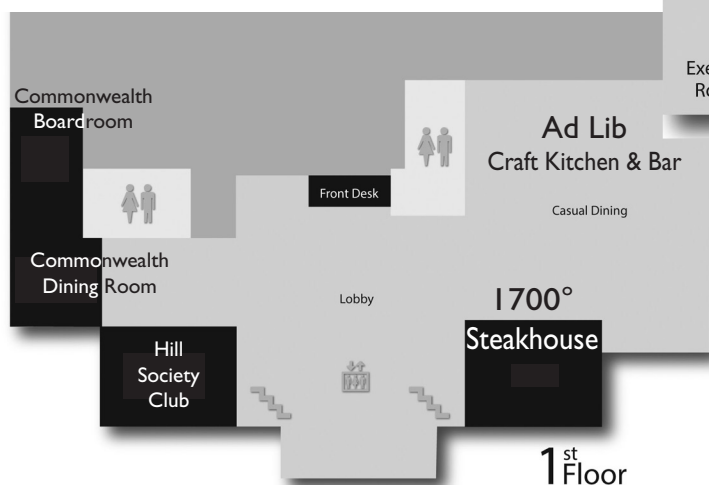 Commonwealth
Boardroom
Ad Lib
Craft Kitchen & Bar
Casual Dining
Front Desk
Commonwealth
Dining Room
Lobby
1700°
Steakhouse
Hill
Society
Club
1st
Floor